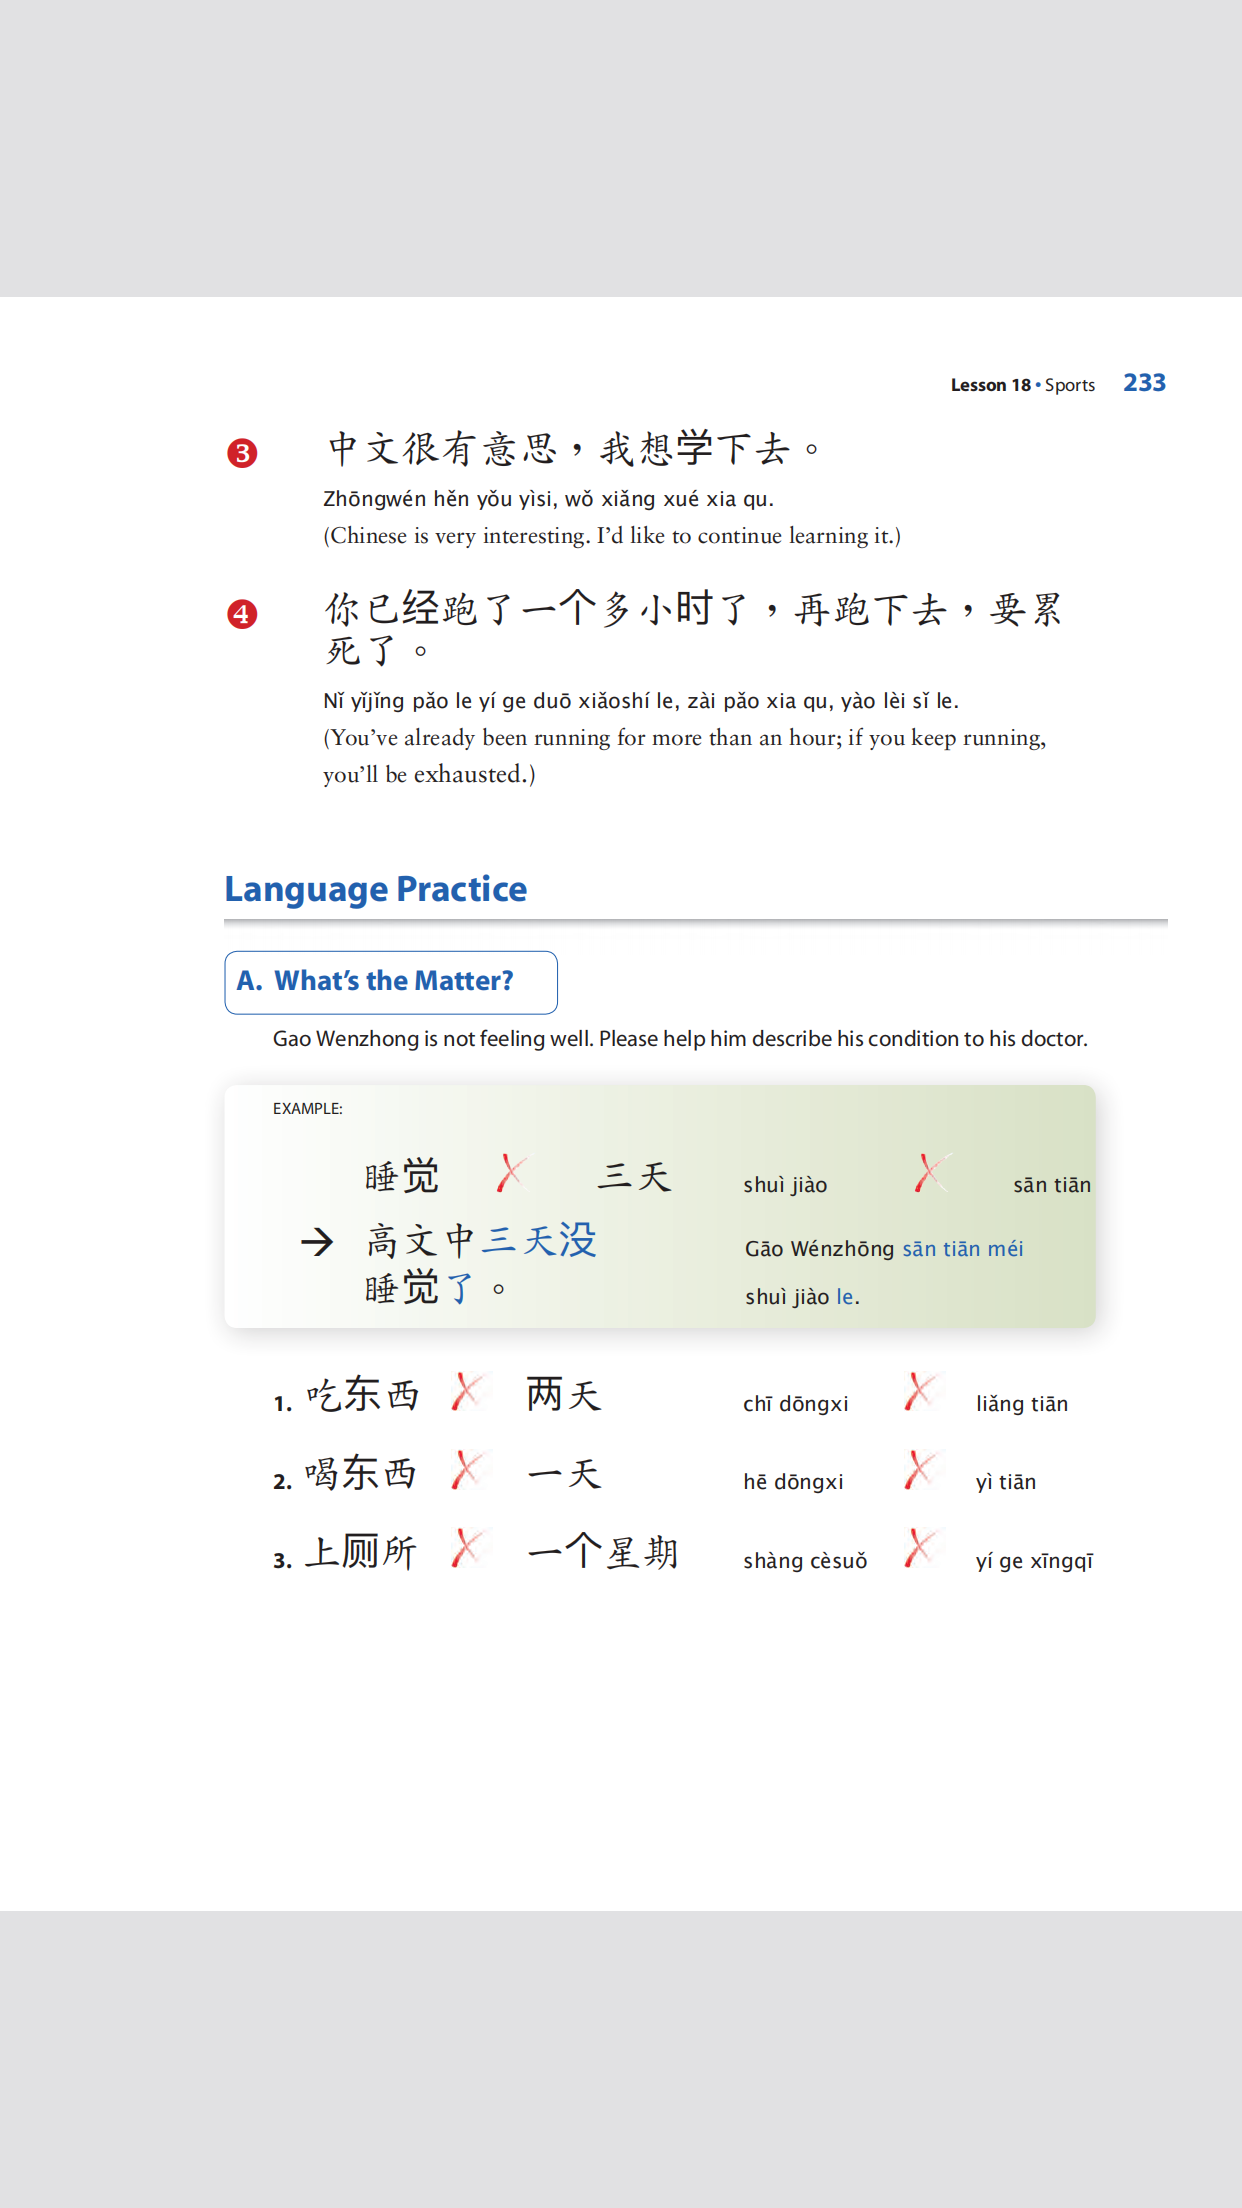 Lesson 18 • Sports 233
3 中文很有意思，我想学下去。
Zhōngwén hěn yǒu yìsi, wǒ xiǎng xué xia qu.
(Chinese is very interesting. I’d like to continue learning it.)
4 你已经跑了一个多小时了，再跑下去，要累
死了。
Nǐ yǐjǐng pǎo le yí ge duō xiǎoshí le, zài pǎo xia qu, yào lèi sǐ le.
(You’ve already been running for more than an hour; if you keep running,
you’ll be exhausted.)
Language Practice
A. What’s the Matter?
Gao Wenzhong is not feeling well. Please help him describe his condition to his doctor.
EXAMPLE:
睡觉 三天 shuì jiào sān tiān
→ 高文中三天没 Gāo Wénzhōng sān tiān méi
睡觉了。 shuì jiào le.
1. 吃东西 两天 chī dōngxi liǎng tiān
2. 喝东西 一天 hē dōngxi yì tiān
3. 上厕所 一个星期 shàng cèsuǒ yí ge xīngqī